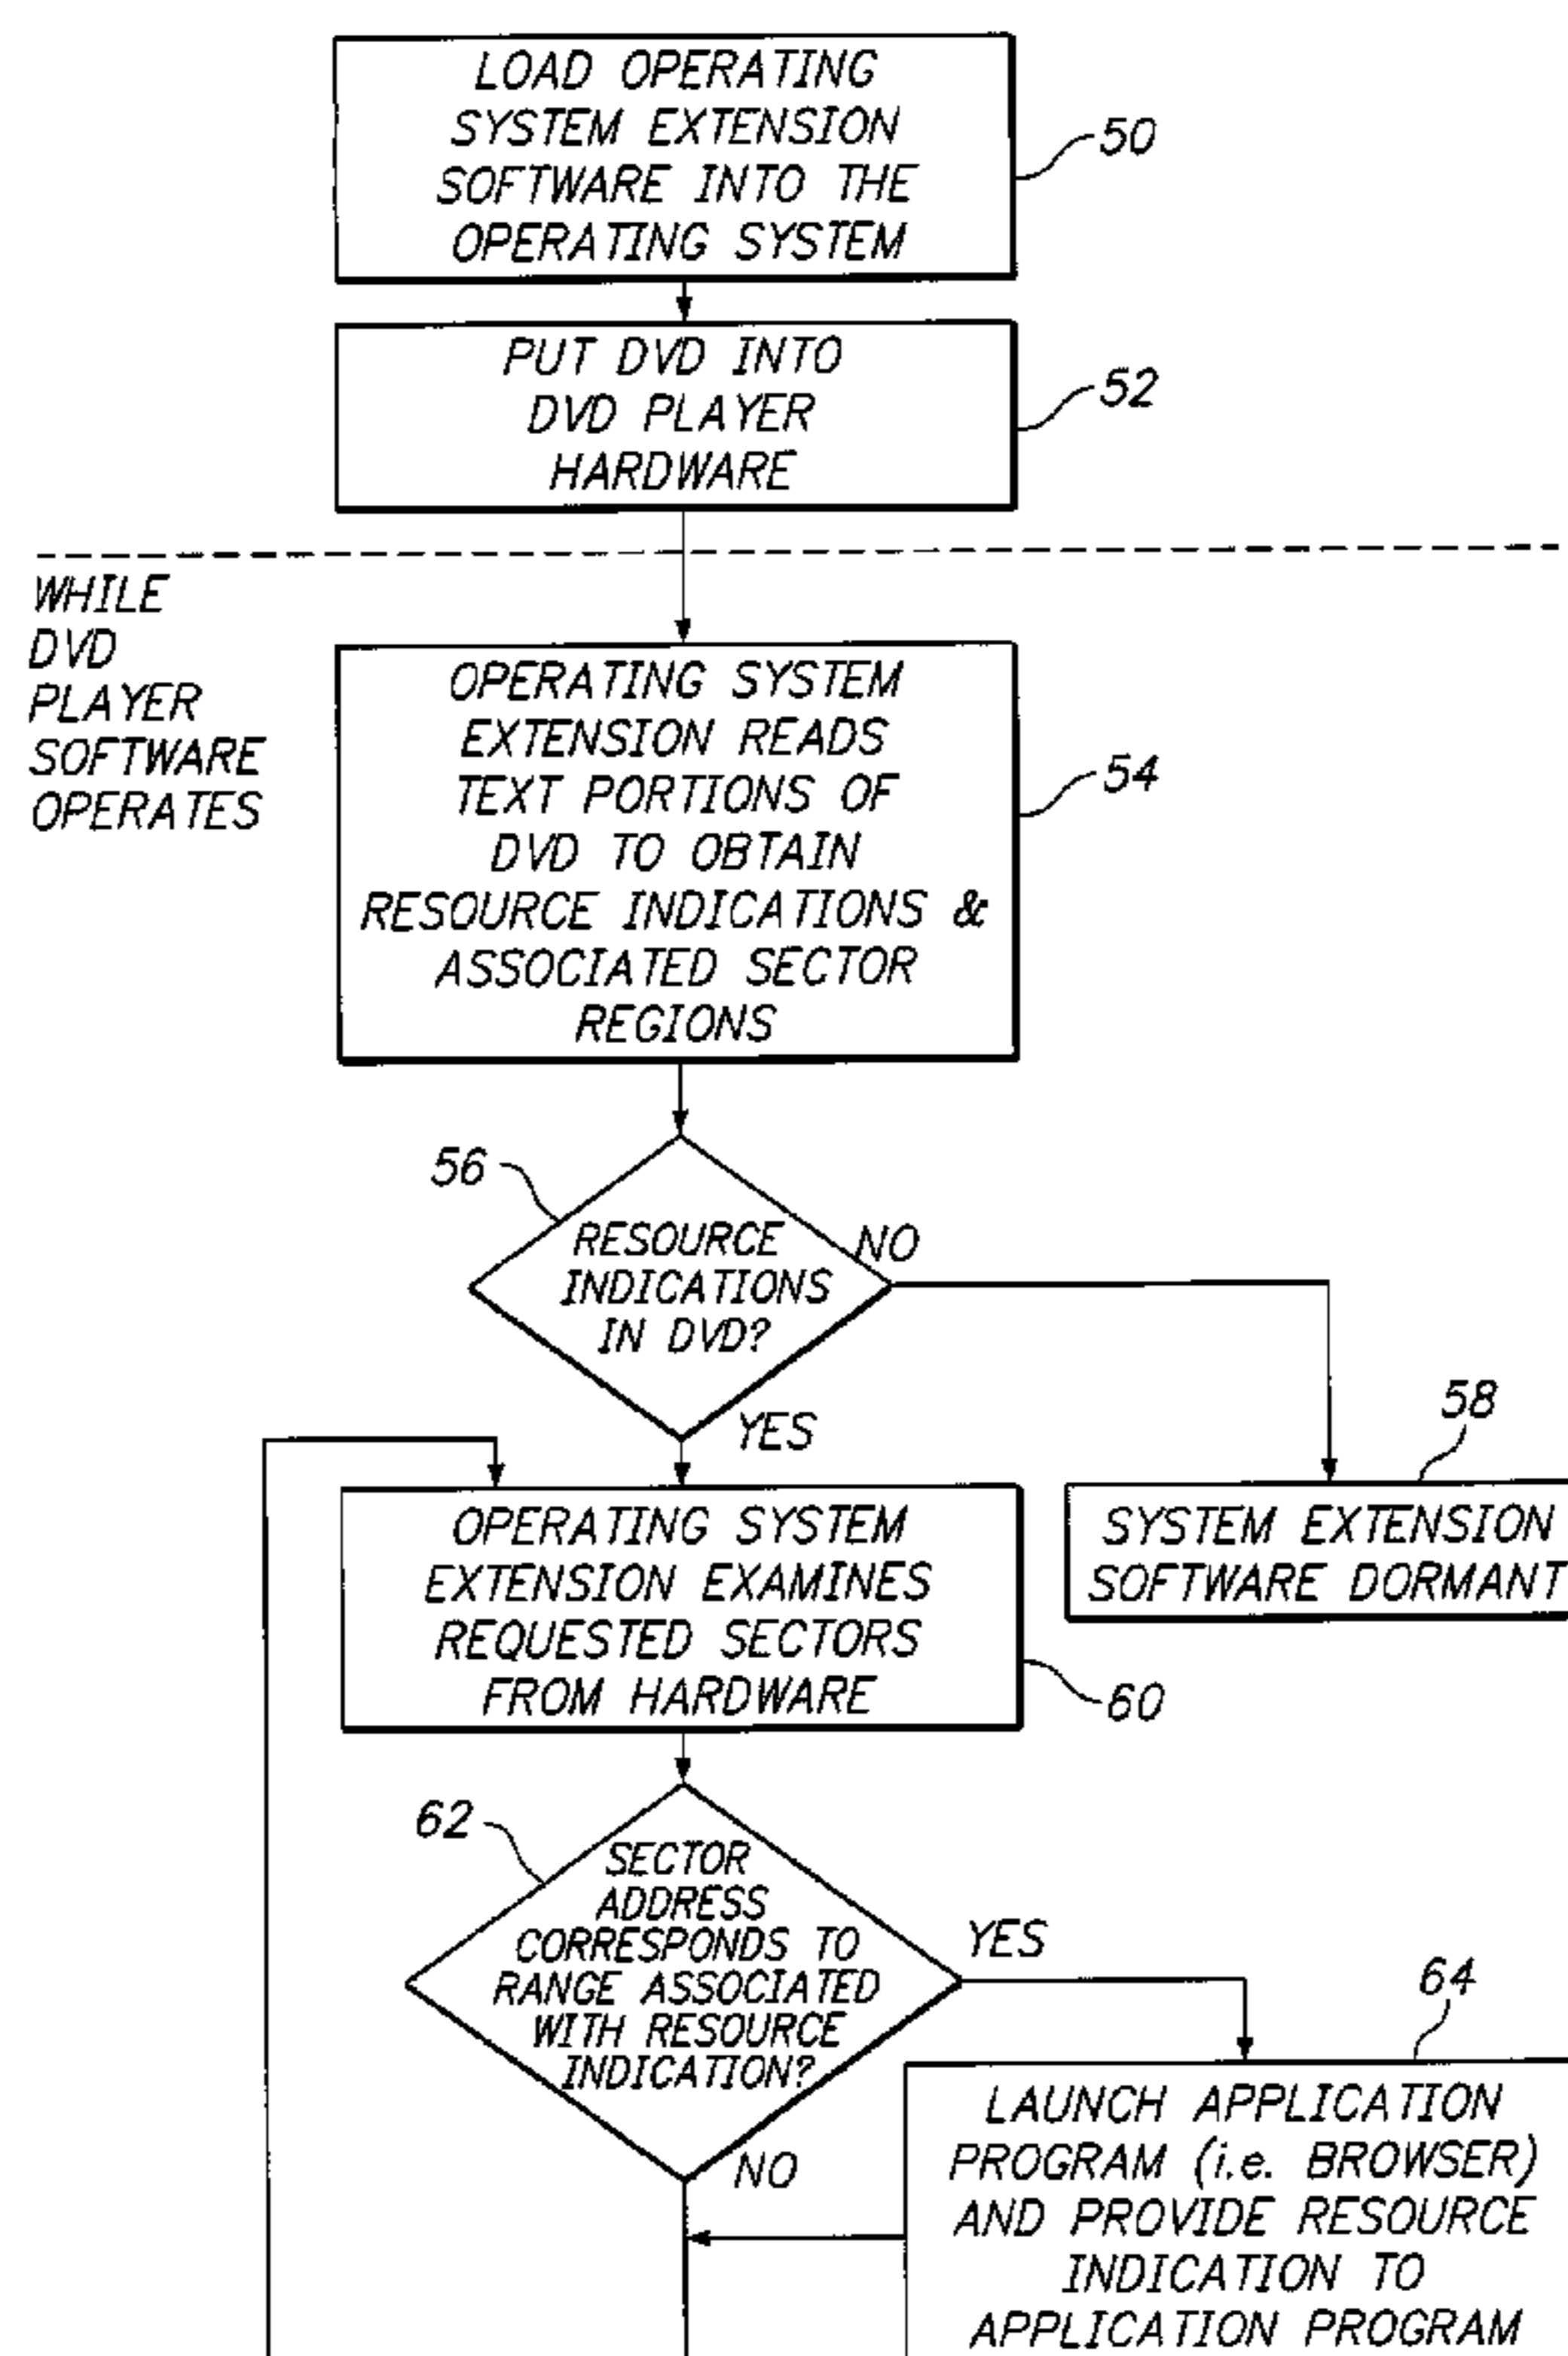 LOAD OPERATING
SYSTEM EXTENSION
SOFTWARE INTO THE
OPERATING SYSTEM
50
PUT DVD INTO
DVD PLAYER
HARDWARE
52
WHILE
DVD
PLAYER
SOFTWARE
OPERATES
OPERATING SYSTEM
EXTENSION READS
TEXT PORTIONS OF
DVD TO OBTAIN
RESOURCE INDICATIONS &
ASSOCIATED SECTOR
REGIONS
54
56
RESOURCE
INDICATIONS
IN DVD?
NO
YES
58
SYSTEM EXTENSION
SOFTWARE DORMANT
OPERATING SYSTEM
EXTENSION EXAMINES
REQUESTED SECTORS
FROM HARDWARE
60
62
SECTOR
ADDRESS
CORRESPONDS TO
RANGE ASSOCIATED
WITH RESOURCE
INDICATION?
YES
NO
64
LAUNCH APPLICATION
PROGRAM (i.e. BROWSER)
AND PROVIDE RESOURCE
INDICATION TO
APPLICATION PROGRAM